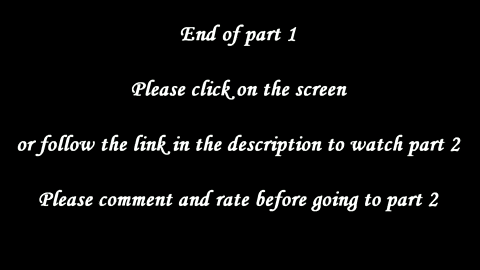 End of part 1
Please click on the screen
or follow the link in the description to watch part 2
Please comment and rate before going to part 2